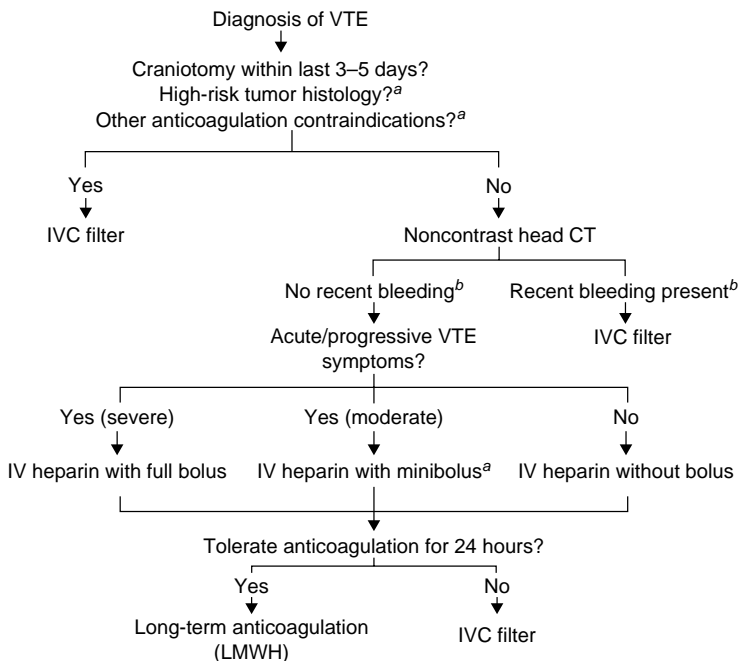 Diagnosis of VTE
Craniotomy within last 3–5 days?
High-risk tumor histology?a
Other anticoagulation contraindications?a
Yes
No
IVC filter
Noncontrast head CT
No recent bleedingb
Recent bleeding presentb
Acute/progressive VTE
symptoms?
IVC filter
Yes (severe)
Yes (moderate)
No
IV heparin with full bolus
IV heparin with minibolusa
IV heparin without bolus
Tolerate anticoagulation for 24 hours?
Yes
No
Long-term anticoagulation
(LMWH)
IVC filter